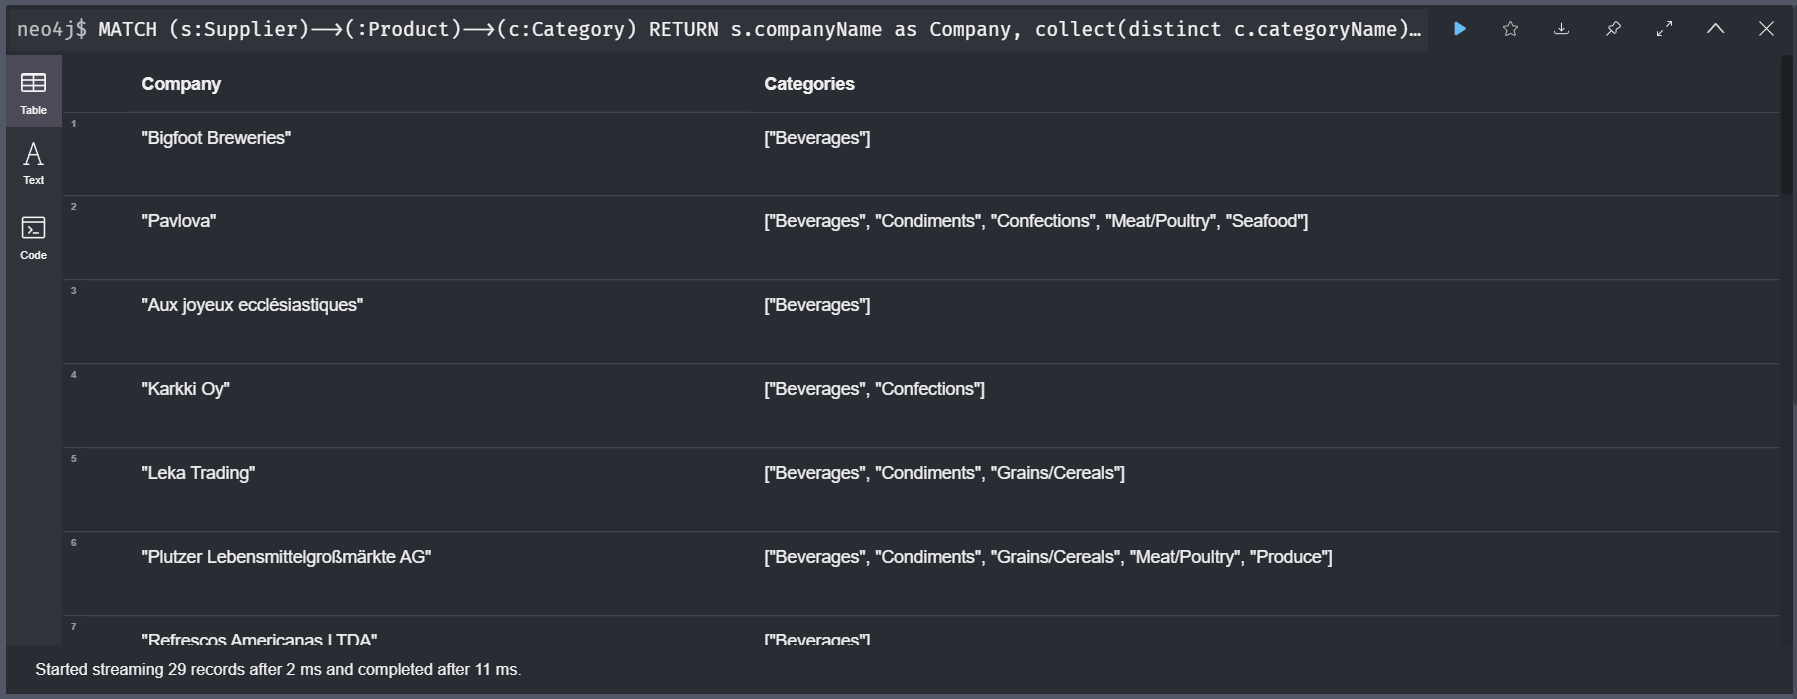 neo4j$ MATCH (s:Supplier)-->(:Product)-->(c:Category) RETURN s.companyName as Company, collect(distinct c.categoryName)…
Table
Text
Code
Company Categories
1 "Bigfoot Breweries" ["Beverages"]
2 "Pavlova" ["Beverages", "Condiments", "Confections", "Meat/Poultry", "Seafood"]
3 "Aux joyeux ecclésiastiques" ["Beverages"]
4 "Karkki Oy" ["Beverages", "Confections"]
5 "Leka Trading" ["Beverages", "Condiments", "Grains/Cereals"]
6 "Plutzer Lebensmittelgroßmärkte AG" ["Beverages", "Condiments", "Grains/Cereals", "Meat/Poultry", "Produce"]
7 "Refrescos Americanas LTDA" ["Beverages"]
Started streaming 29 records after 2 ms and completed after 11 ms.